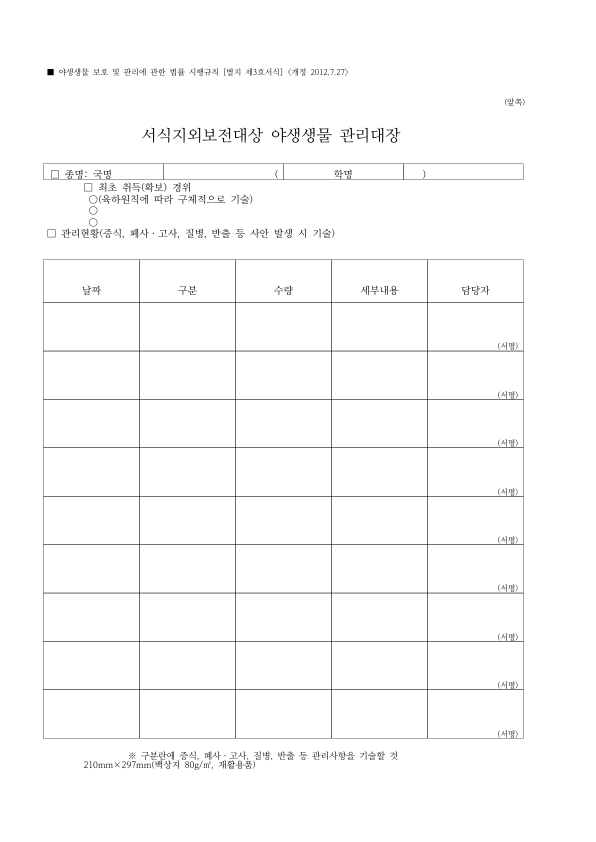 ■ 야생생물 보호 및 관리에 관한 법률 시행규칙 [별지 제3호서식] <개정 2012.7.27>
(앞쪽)
서식지외보전대상 야생생물 관리대장
□ 종명: 국명 ( 학명 )
□ 최초 취득(확보) 경위
○(육하원칙에 따라 구체적으로 기술)
○
○
□ 관리현황(증식, 폐사·고사, 질병, 반출 등 사안 발생 시 기술)
날짜 구분 수량 세부내용 담당자
(서명)
(서명)
(서명)
(서명)
(서명)
(서명)
(서명)
(서명)
(서명)
※ 구분란에 증식, 폐사·고사, 질병, 반출 등 관리사항을 기술할 것
210mm×297mm(백상지 80g/㎡, 재활용품)